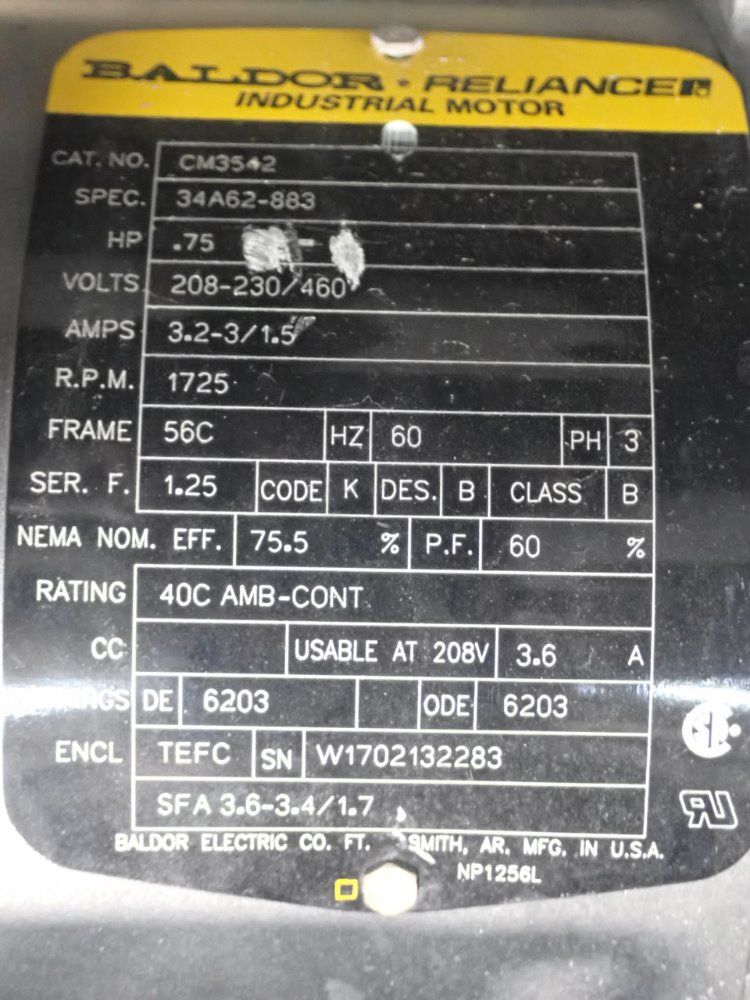 BALDOR · RELIANCE
INDUSTRIAL MOTOR
CAT. NO. CM3542
SPEC. 34A62-883
HP .75
VOLTS 208-230/460
AMPS 3.2-3/1.5
R.P.M. 1725
FRAME 56C HZ 60 PH 3
SER. F. 1.25 CODE K DES. B CLASS B
NEMA NOM. EFF. 75.5 % P.F. 60 %
RATING 40C AMB-CONT
CC USABLE AT 208V 3.6 A
DE 6203 ODE 6203
ENCL TEFC SN W1702132283
SFA 3.6-3.4/1.7
BALDOR ELECTRIC CO. FT. SMITH, AR. MFG. IN U.S.A.
NP1256L